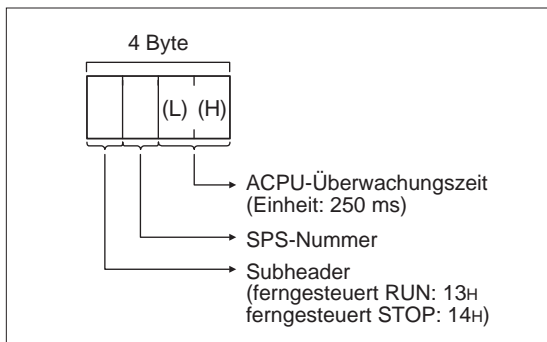 4 Byte
(L) (H)
ACPU-Überwachungszeit
(Einheit: 250 ms)
SPS-Nummer
Subheader
(ferngesteuert RUN: 13H
ferngesteuert STOP: 14H)